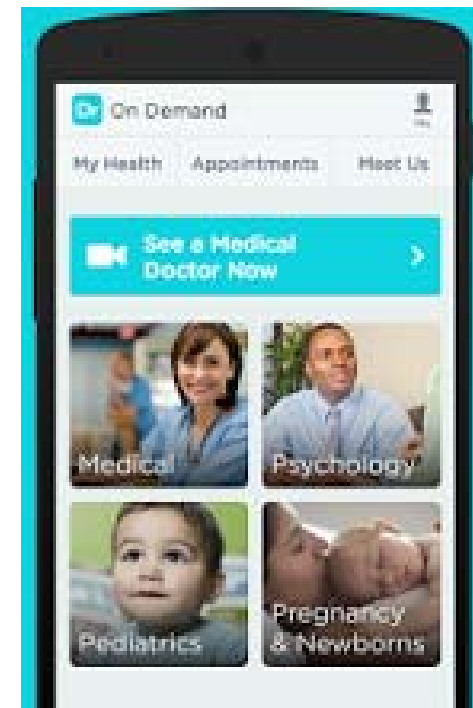 Dr On Demand
My Health Appointments Meet Us
See a Medical
Doctor Now
Medical
Psychology
Pediatrics
Pregnancy
& Newborns